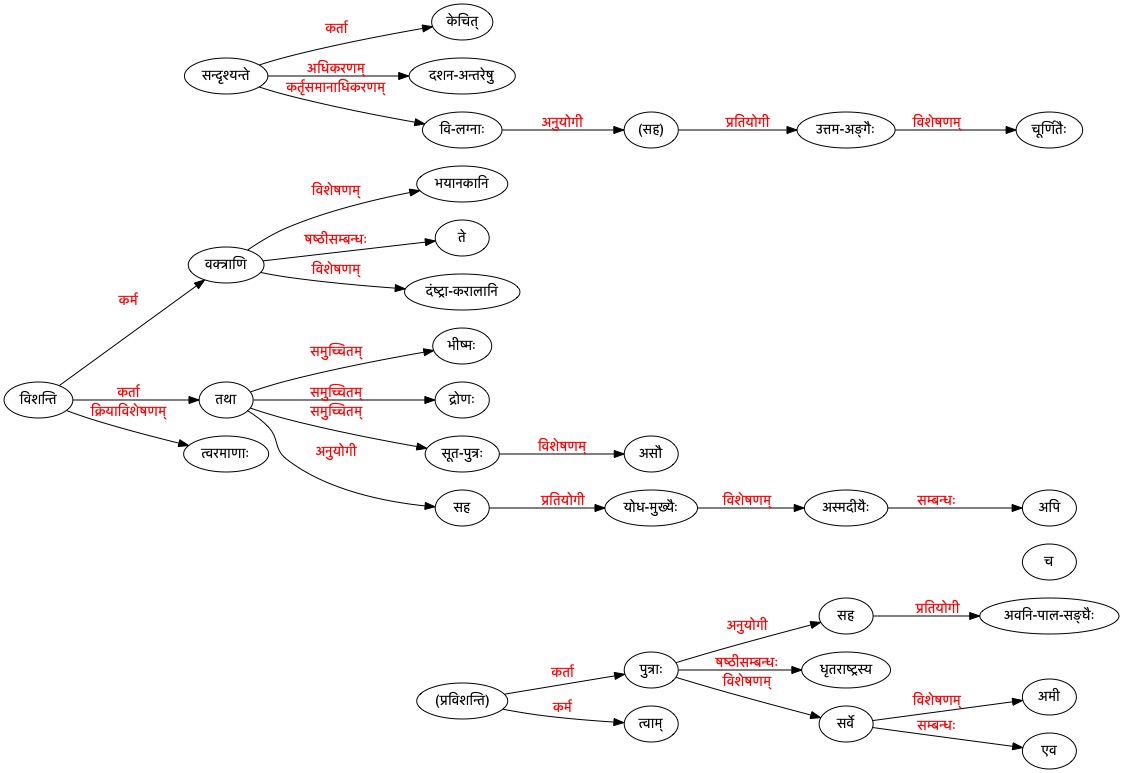 केचित्
कर्ता
सन्दृश्यन्ते अधिकरणम् दशन-अन्तरेषु
कर्तृसमानाधिकरणम्
वि-लग्नाः अनुयोगी (सह) प्रतियोगी उत्तम-अङ्गैः विशेषणम् चूर्णितैः
भयानकानि
विशेषणम्
षष्ठीसम्बन्धः ते
वक्त्राणि
विशेषणम्
दंष्ट्रा-करालानि
कर्म
भीष्मः
समुच्चितम्
विशन्ति कर्ता तथा समुच्चितम् द्रोणः
क्रियाविशेषणम् समुच्चितम्
त्वरमाणाः अनुयोगी सूत-पुत्रः विशेषणम् असौ
सह प्रतियोगी योध-मुख्यैः विशेषणम् अस्मदीयैः सम्बन्धः अपि
च
सह प्रतियोगी अवनि-पाल-सङ्घैः
अनुयोगी
कर्ता पुत्राः षष्ठीसम्बन्धः धृतराष्ट्रस्य
विशेषणम्
(प्रविशन्ति) विशेषणम् अमी
कर्म त्वाम् सर्वे सम्बन्धः
एव